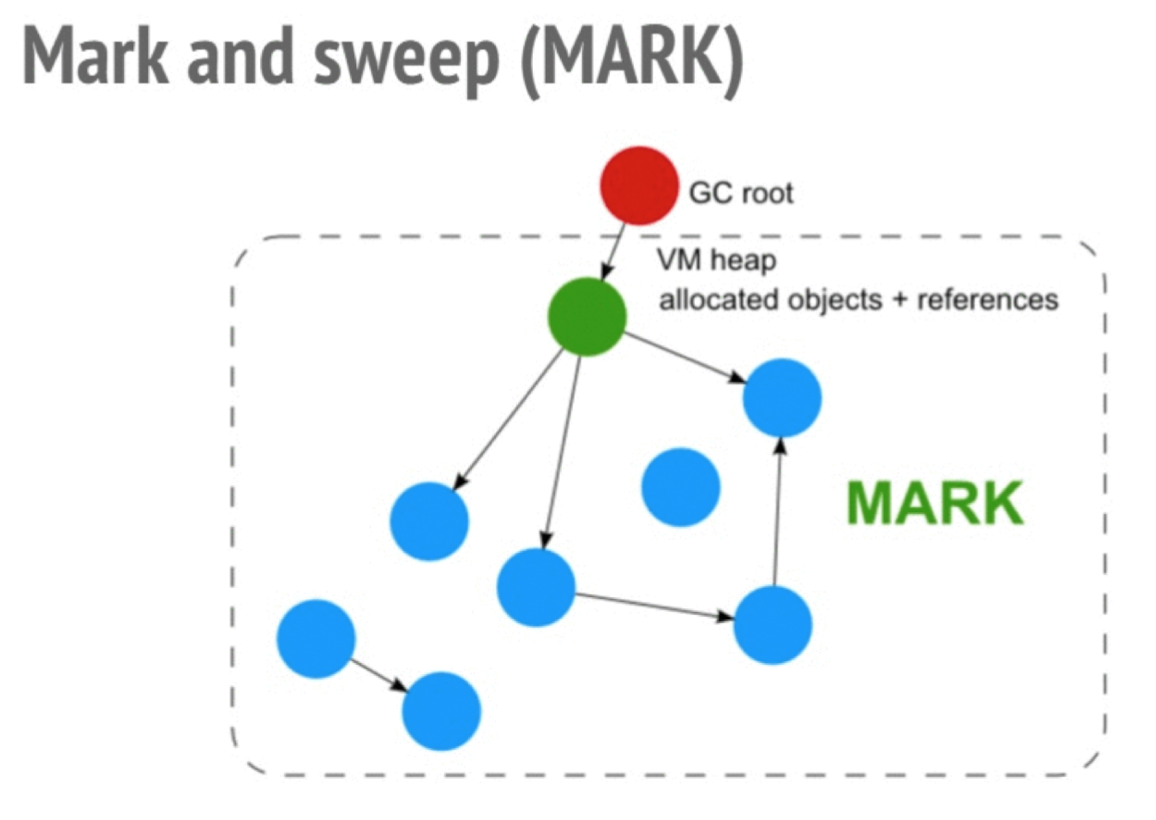 Mark and sweep (MARK)
GC root
VM heap
allocated objects + references
MARK